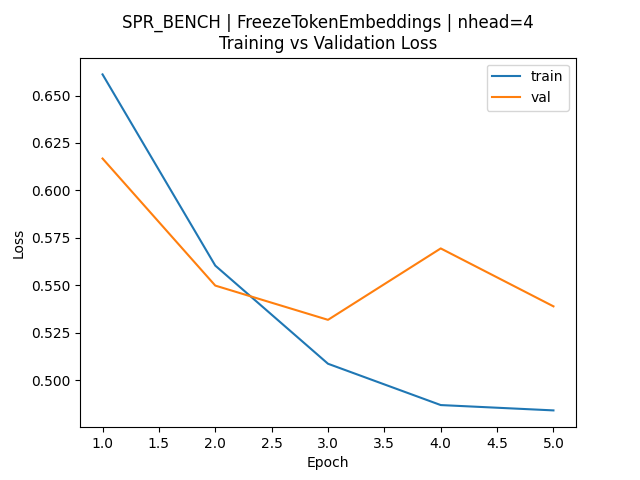 SPR_BENCH | FreezeTokenEmbeddings | nhead=4
Training vs Validation Loss
train
val
Loss
0.650
0.625
0.600
0.575
0.550
0.525
0.500
1.0 1.5 2.0 2.5 3.0 3.5 4.0 4.5 5.0
Epoch